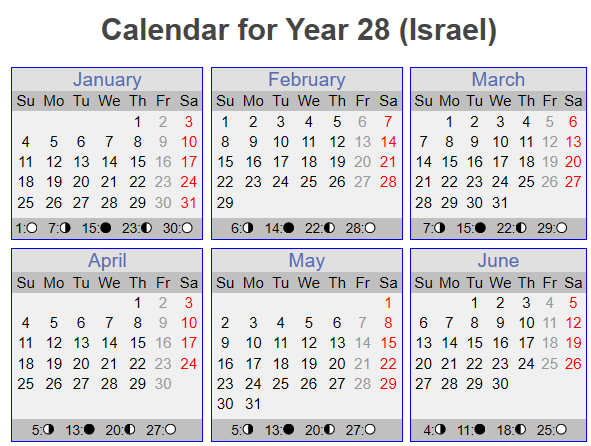 Calendar for Year 28 (Israel)
January
Su Mo Tu We Th Fr Sa
1 2 3
4 5 6 7 8 9 10
11 12 13 14 15 16 17
18 19 20 21 22 23 24
25 26 27 28 29 30 31
1:○ 7:◑ 15:● 23:◐ 30:○
February
Su Mo Tu We Th Fr Sa
1 2 3 4 5 6 7
8 9 10 11 12 13 14
15 16 17 18 19 20 21
22 23 24 25 26 27 28
29
6:◑ 14:● 22:◐ 28:○
March
Su Mo Tu We Th Fr Sa
1 2 3 4 5 6
7 8 9 10 11 12 13
14 15 16 17 18 19 20
21 22 23 24 25 26 27
28 29 30 31
7:◑ 15:● 22:◐ 29:○
April
Su Mo Tu We Th Fr Sa
1 2 3
4 5 6 7 8 9 10
11 12 13 14 15 16 17
18 19 20 21 22 23 24
25 26 27 28 29 30
5:◑ 13:● 20:◐ 27:○
May
Su Mo Tu We Th Fr Sa
1
2 3 4 5 6 7 8
9 10 11 12 13 14 15
16 17 18 19 20 21 22
23 24 25 26 27 28 29
30 31
5:◑ 13:● 20:◐ 27:○
June
Su Mo Tu We Th Fr Sa
1 2 3 4 5
6 7 8 9 10 11 12
13 14 15 16 17 18 19
20 21 22 23 24 25 26
27 28 29 30
4:◑ 11:● 18:◐ 25:○